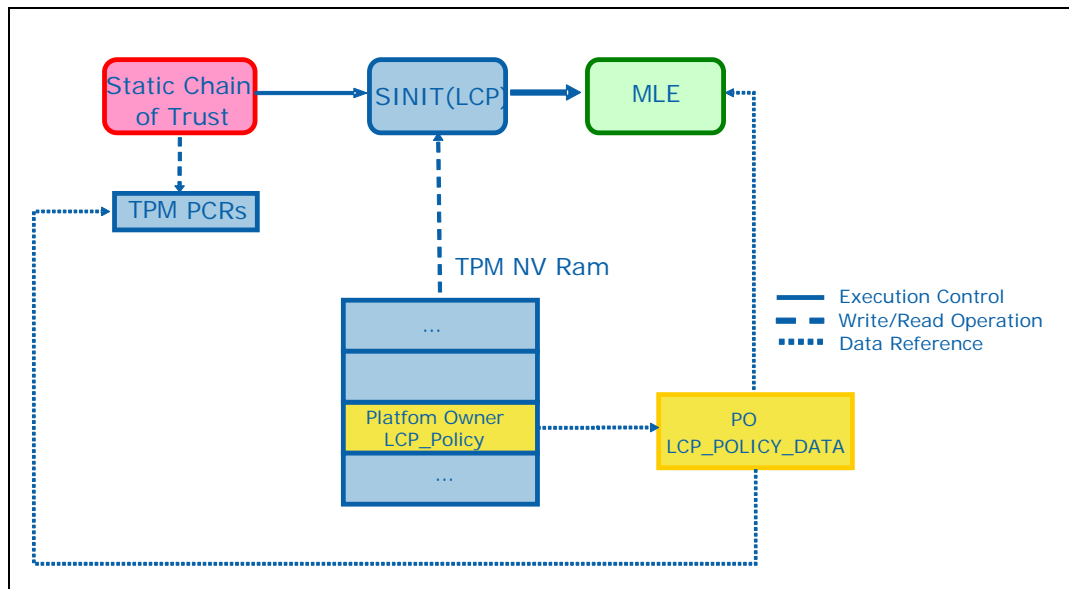 Static Chain
of Trust
SINIT(LCP)
MLE
TPM PCRs
TPM NV Ram
...
Platfom Owner
LCP_Policy
...
PO
LCP_POLICY_DATA
Execution Control
Write/Read Operation
Data Reference